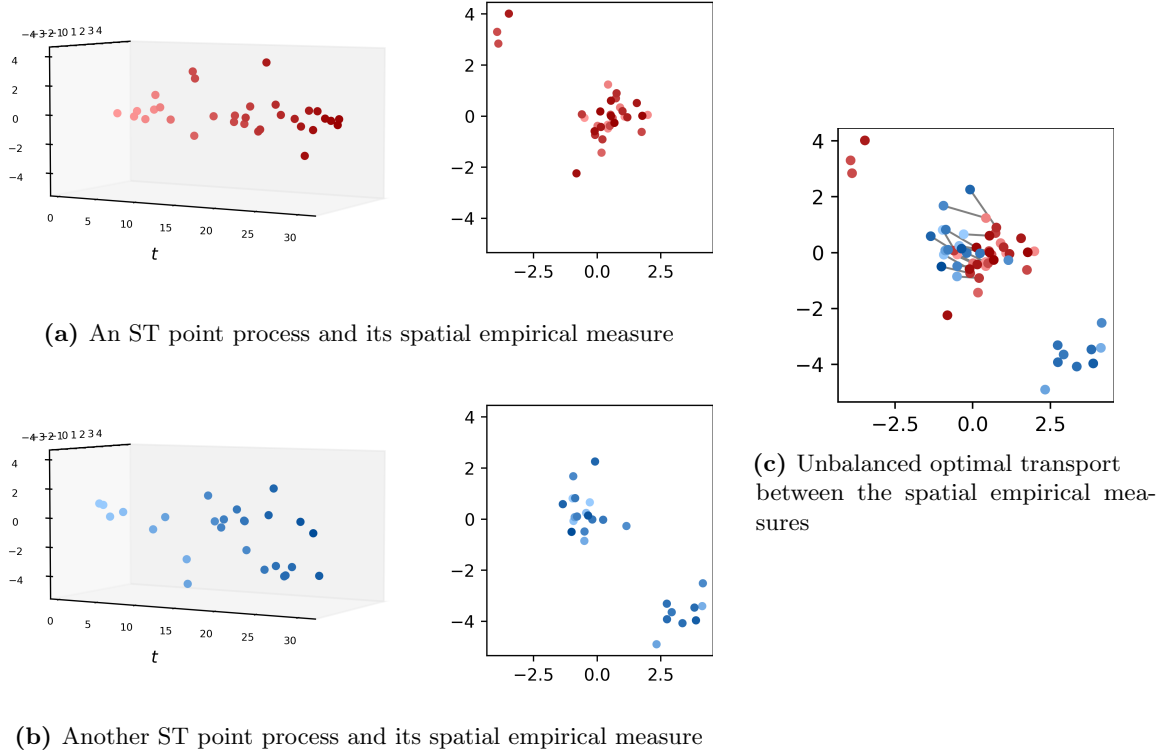 −4−3−2−10 1 2 3 4
4
2
0
−2
−4
0 5 10 15 20 25 30
t
4
2
0
−2
−4
−2.5 0.0 2.5
(a) An ST point process and its spatial empirical measure
−4−3−2−10 1 2 3 4
4
2
0
−2
−4
0 5 10 15 20 25 30
t
4
2
0
−2
−4
−2.5 0.0 2.5
(b) Another ST point process and its spatial empirical measure
4
2
0
−2
−4
−2.5 0.0 2.5
(c) Unbalanced optimal transport
between the spatial empirical mea-
sures